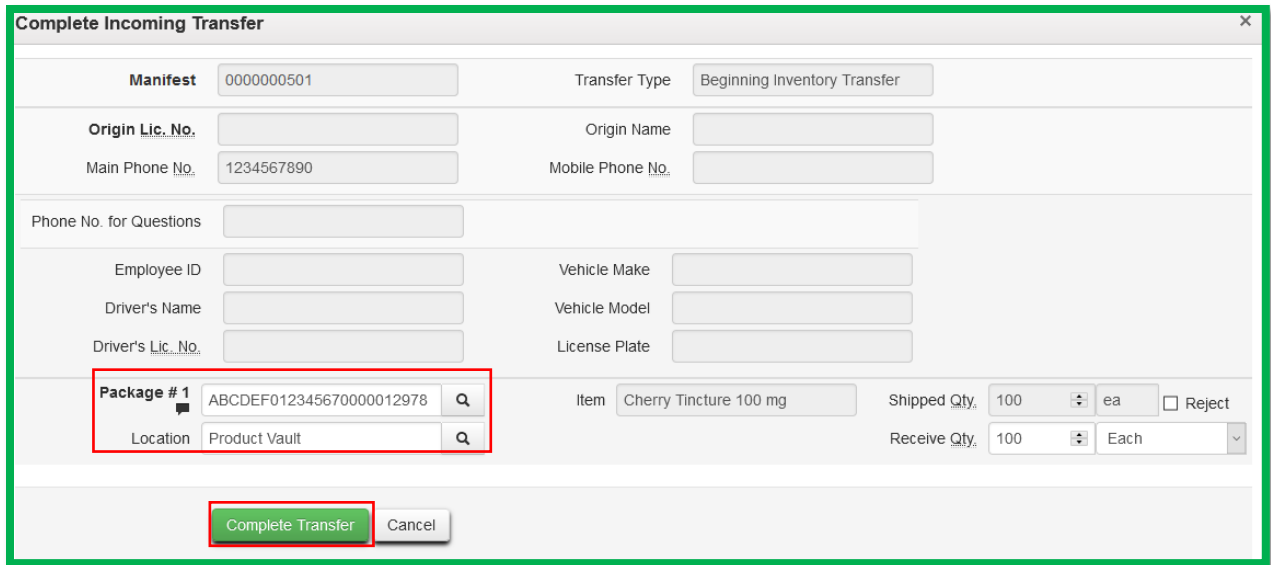 Complete Incoming Transfer ×
Manifest 0000000501 Transfer Type Beginning Inventory Transfer
Origin Lic. No. Origin Name
Main Phone No. 1234567890 Mobile Phone No.
Phone No. for Questions
Employee ID Vehicle Make
Driver's Name Vehicle Model
Driver's Lic. No. License Plate
Package # 1 ABCDEF012345670000012978 Item Cherry Tincture 100 mg Shipped Qty. 100 ea Reject
Location Product Vault Receive Qty. 100 Each
Complete Transfer Cancel